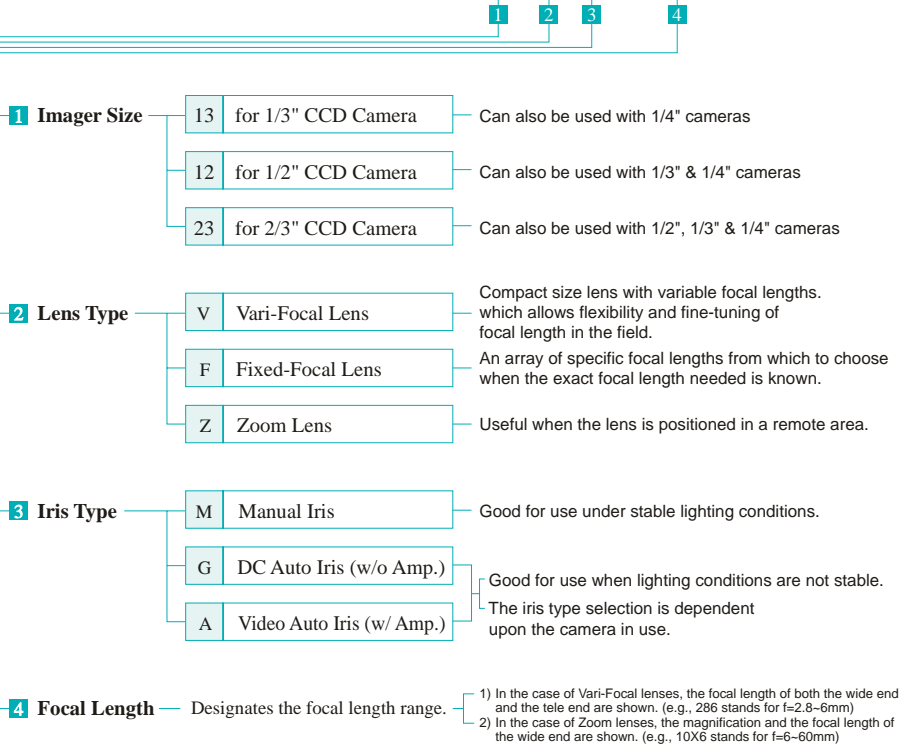 1 2 3 4
1 Imager Size
13 for 1/3" CCD Camera
Can also be used with 1/4" cameras
12 for 1/2" CCD Camera
Can also be used with 1/3" & 1/4" cameras
23 for 2/3" CCD Camera
Can also be used with 1/2", 1/3" & 1/4" cameras
2 Lens Type
V Vari-Focal Lens
Compact size lens with variable focal lengths.
which allows flexibility and fine-tuning of
focal length in the field.
F Fixed-Focal Lens
An array of specific focal lengths from which to choose
when the exact focal length needed is known.
Z Zoom Lens
Useful when the lens is positioned in a remote area.
3 Iris Type
M Manual Iris
Good for use under stable lighting conditions.
G DC Auto Iris (w/o Amp.)
A Video Auto Iris (w/ Amp.)
Good for use when lighting conditions are not stable.
The iris type selection is dependent
upon the camera in use.
4 Focal Length
Designates the focal length range.
1) In the case of Vari-Focal lenses, the focal length of both the wide end
and the tele end are shown. (e.g., 286 stands for f=2.8~6mm)
2) In the case of Zoom lenses, the magnification and the focal length of
the wide end are shown. (e.g., 10X6 stands for f=6~60mm)